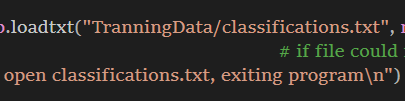 .loadtxt("TranningData/classifications.txt",
# if file could
open classifications.txt, exiting program\n")